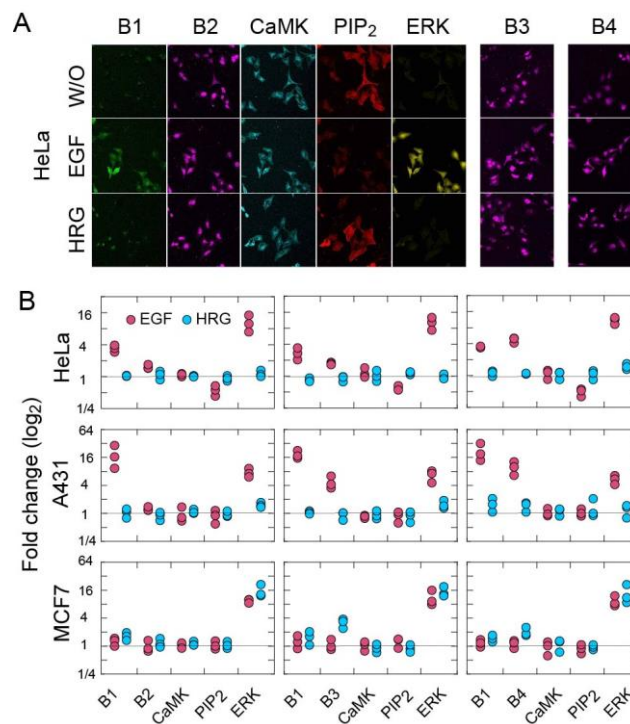 A
B1 B2 CaMK PIP₂ ERK B3 B4
HeLa
W/O
EGF
HRG
B
Fold change (log₂)
HeLa
16
4
1
1/4
EGF HRG
A431
64
16
4
1
1/4
MCF7
64
16
4
1
1/4
B1 B2 CaMK PIP2 ERK B1 B3 CaMK PIP2 ERK B1 B4 CaMK PIP2 ERK